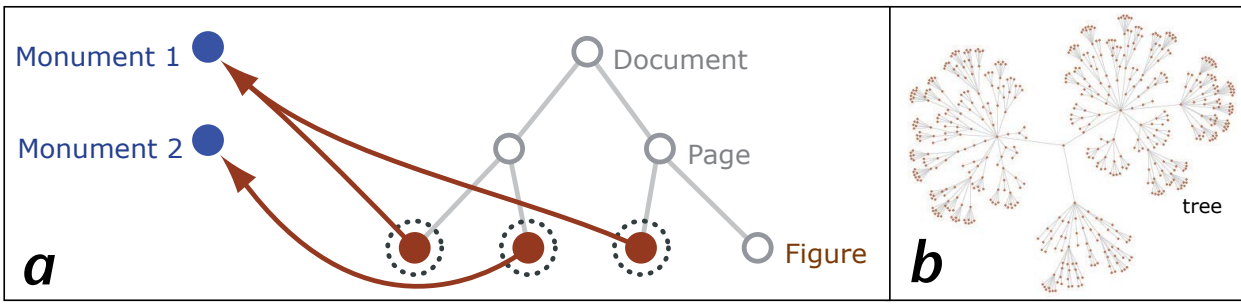 Monument 1
Document
Monument 2
Page
Figure
a
tree
b